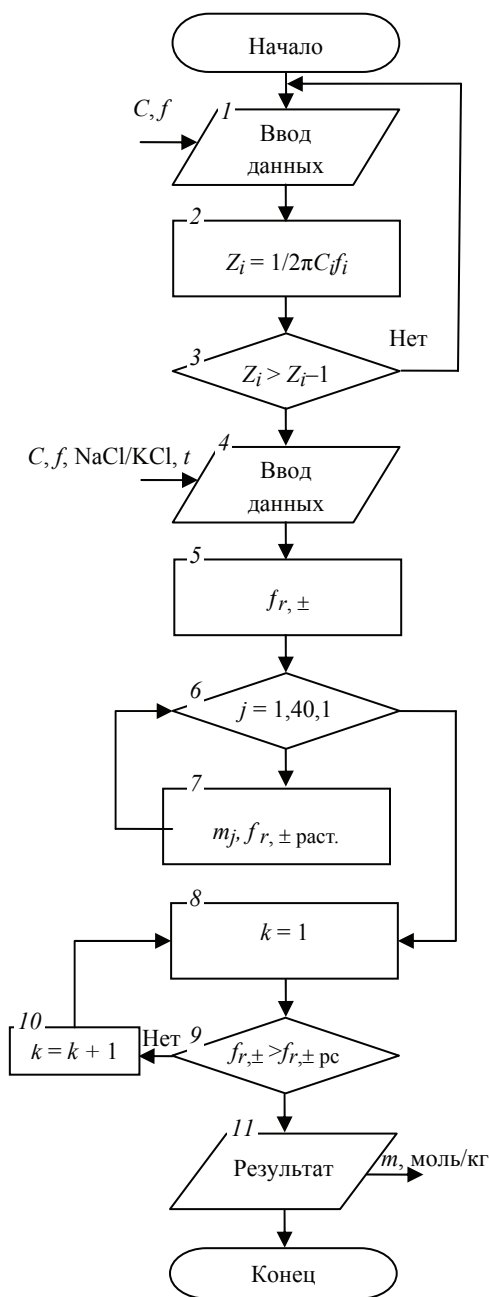 Начало
C, f
1
Ввод
данных
2
Z_i = 1/2πC_i f_i
Нет
3
Z_i > Z_i–1
C, f, NaCl/KCl, t
4
Ввод
данных
5
f_r, ±
6
j = 1,40,1
7
m_j, f_r, ± раст.
8
k = 1
10
Нет
9
k = k + 1
f_r,± >f_r,± рс
11
Результат
m, моль/кг
Конец